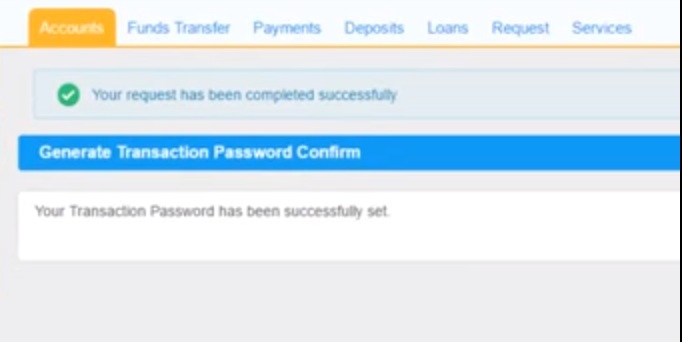 Accounts Funds Transfer Payments Deposits Loans Request Services
Your request has been completed successfully
Generate Transaction Password Confirm
Your Transaction Password has been successfully set.